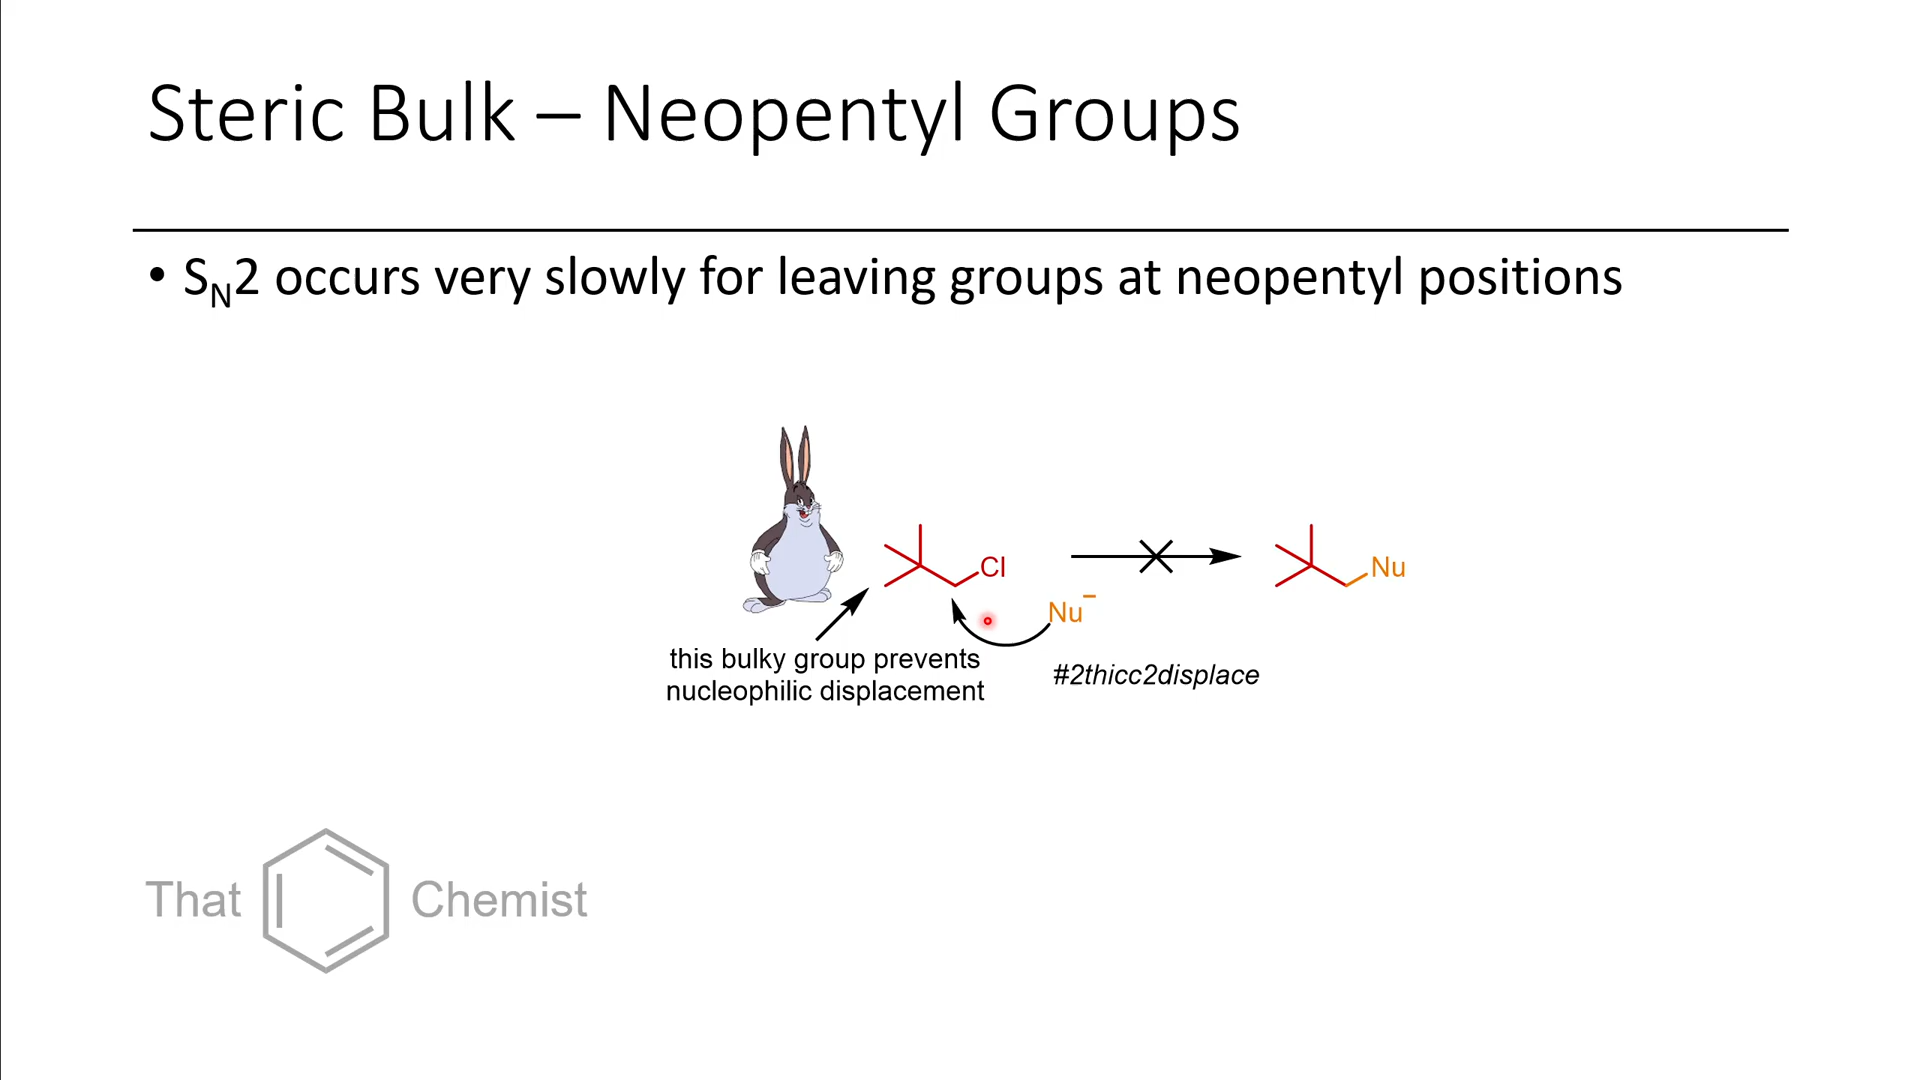 Steric Bulk – Neopentyl Groups
• SN2 occurs very slowly for leaving groups at neopentyl positions
Cl
Nu
Nu−
this bulky group prevents
nucleophilic displacement
#2thicc2displace
That Chemist